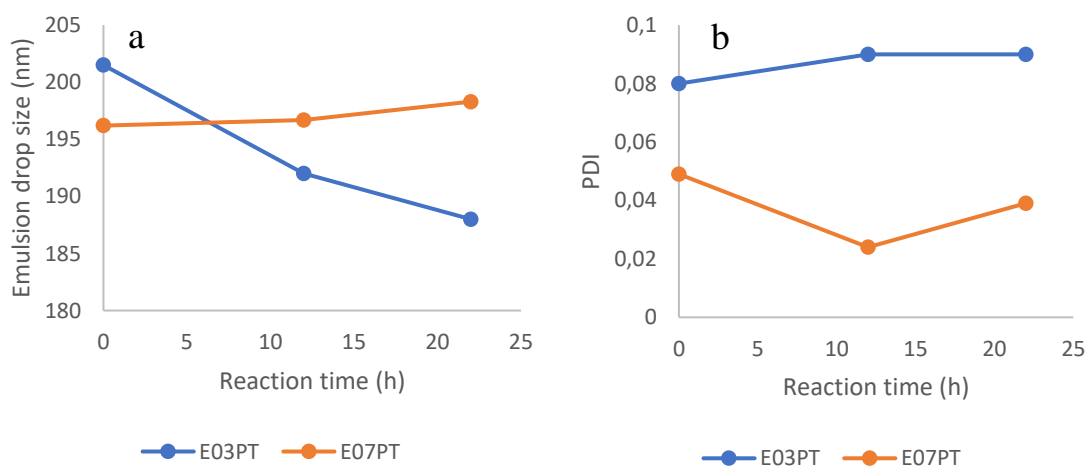 a
Emulsion drop size (nm)
205
200
195
190
185
180
0 5 10 15 20 25
Reaction time (h)
E03PT E07PT
b
PDI
0,1
0,08
0,06
0,04
0,02
0
0 5 10 15 20 25
Reaction time (h)
E03PT E07PT